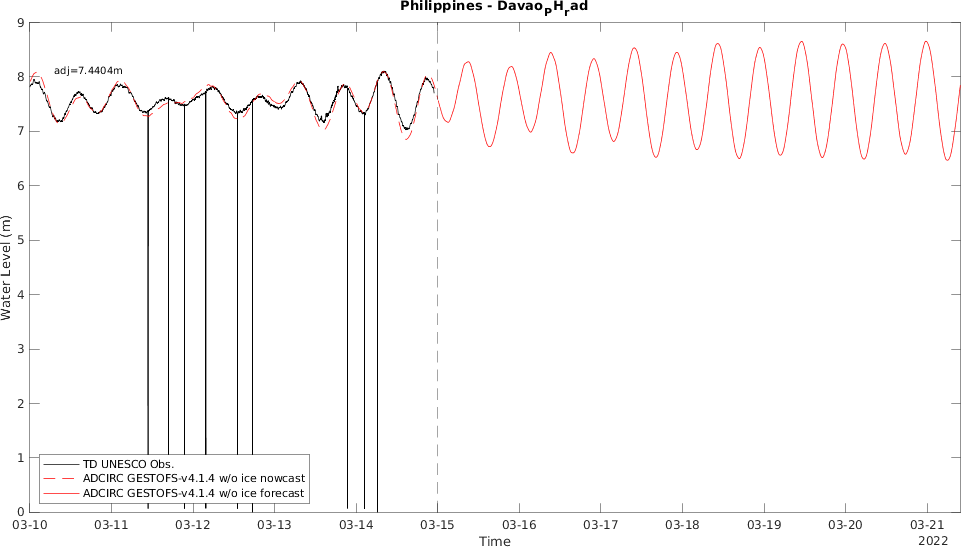 Philippines - Davao_PH_rad
9
8
7
6
5
4
3
2
1
0
Water Level (m)
adj=7.4404m
TD UNESCO Obs.
ADCIRC GESTOFS-v4.1.4 w/o ice nowcast
ADCIRC GESTOFS-v4.1.4 w/o ice forecast
03-10 03-11 03-12 03-13 03-14 03-15 03-16 03-17 03-18 03-19 03-20 03-21
Time
2022